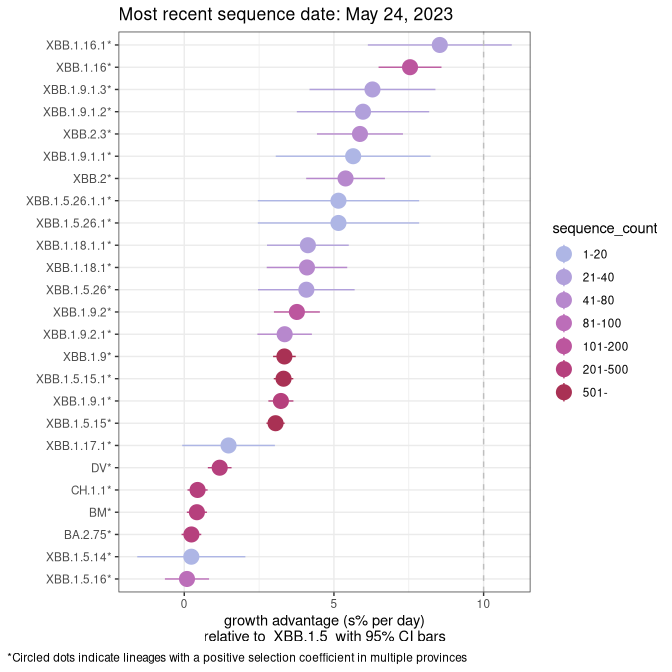 Most recent sequence date: May 24, 2023
XBB.1.16.1*
XBB.1.16*
XBB.1.9.1.3*
XBB.1.9.1.2*
XBB.2.3*
XBB.1.9.1.1*
XBB.2*
XBB.1.5.26.1.1*
XBB.1.5.26.1*
XBB.1.18.1.1*
XBB.1.18.1*
XBB.1.5.26*
XBB.1.9.2*
XBB.1.9.2.1*
XBB.1.9*
XBB.1.5.15.1*
XBB.1.9.1*
XBB.1.5.15*
XBB.1.17.1*
DV*
CH.1.1*
BM*
BA.2.75*
XBB.1.5.14*
XBB.1.5.16*
0 5 10
growth advantage (s% per day)
relative to XBB.1.5 with 95% CI bars
sequence_count
1-20
21-40
41-80
81-100
101-200
201-500
501-
*Circled dots indicate lineages with a positive selection coefficient in multiple provinces